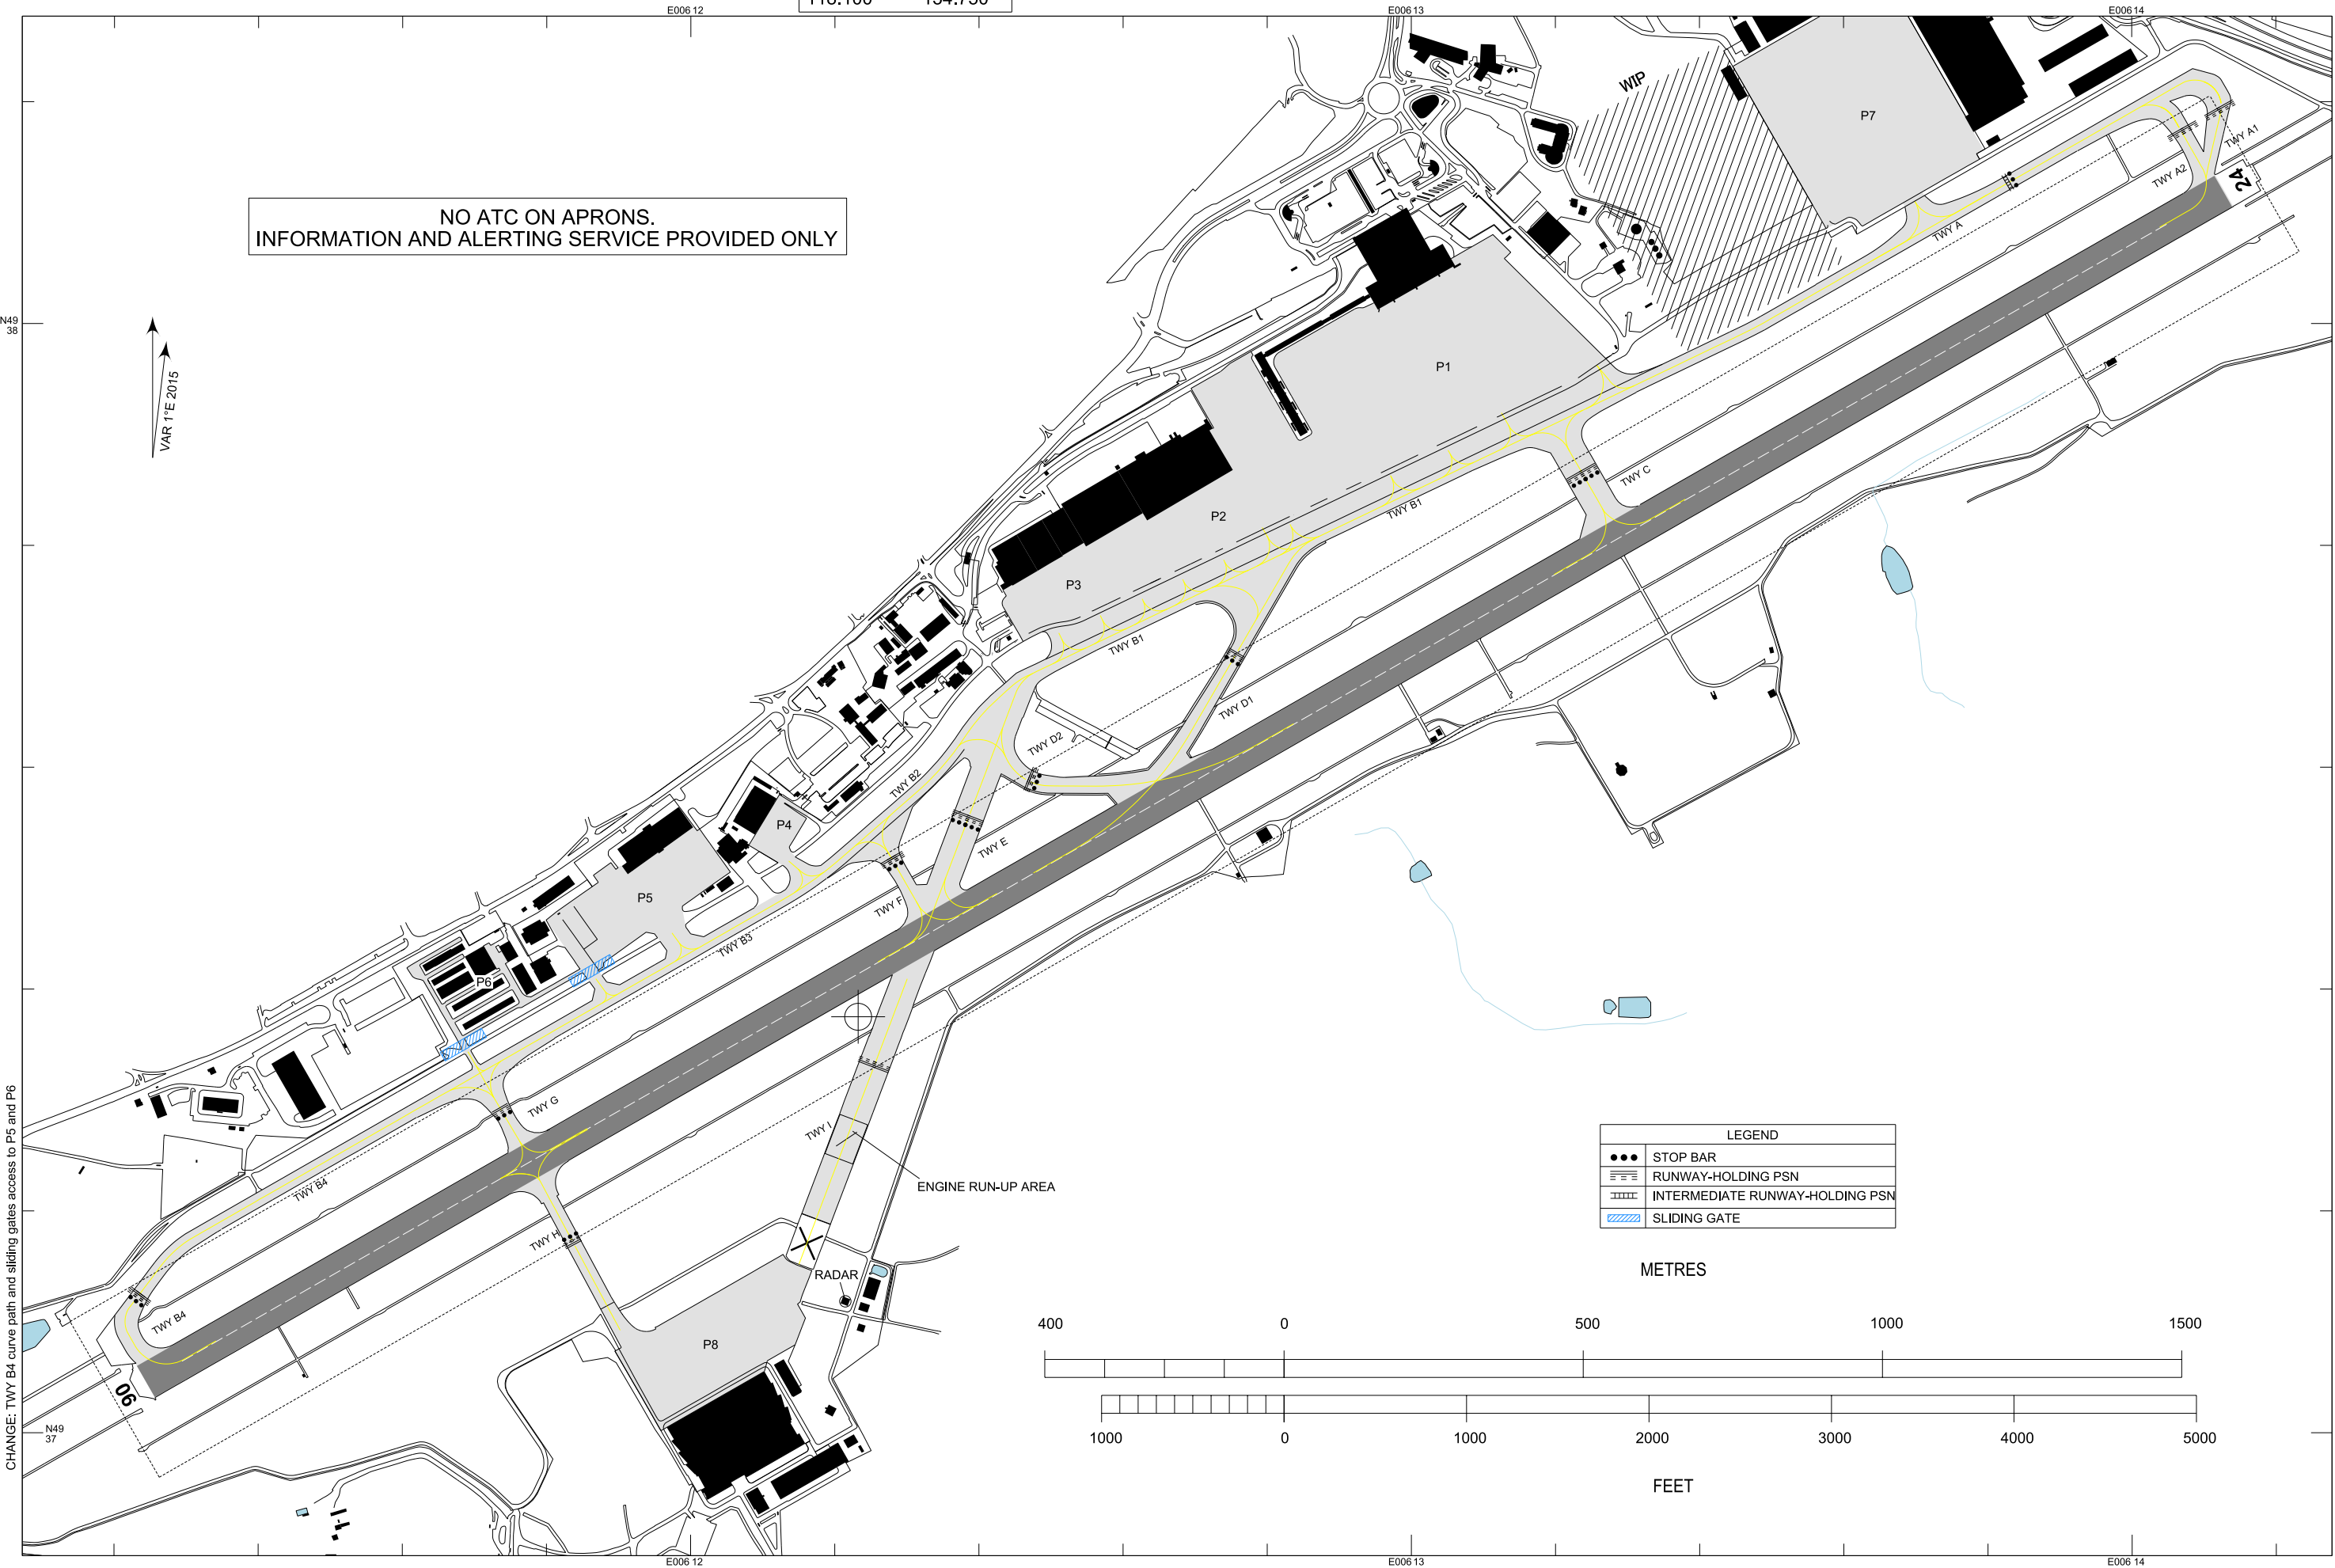 E006 12
E006 13
E006 14
NO ATC ON APRONS.
INFORMATION AND ALERTING SERVICE PROVIDED ONLY
N49
38
VAR 1°E 2015
WIP
P7
TWY A1
24
TWY A2
TWY A
P1
TWY C
P2
TWY B1
P3
TWY B1
TWY D1
TWY D2
TWY B2
P4
TWY E
P5
TWY F
TWY B3
P6
TWY G
TWY I
ENGINE RUN-UP AREA
TWY B4
TWY H
RADAR
TWY B4
P8
06
N49
37
CHANGE: TWY B4 curve path and sliding gates access to P5 and P6
LEGEND
STOP BAR
RUNWAY-HOLDING PSN
INTERMEDIATE RUNWAY-HOLDING PSN
SLIDING GATE
METRES
400 0 500 1000 1500
1000 0 1000 2000 3000 4000 5000
FEET
E006 12
E006 13
E006 14